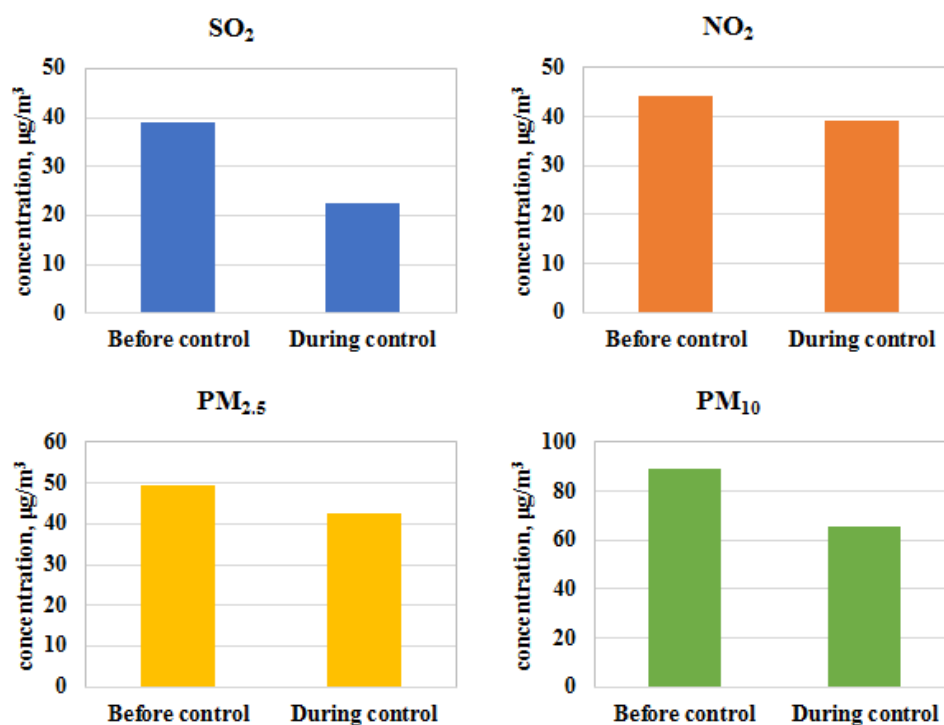 SO₂
concentration, µg/m³
50
40
30
20
10
0
Before control During control
NO₂
concentration, µg/m³
50
40
30
20
10
0
Before control During control
PM₂.₅
concentration, µg/m³
60
50
40
30
20
10
0
Before control During control
PM₁₀
concentration, µg/m³
100
80
60
40
20
0
Before control During control